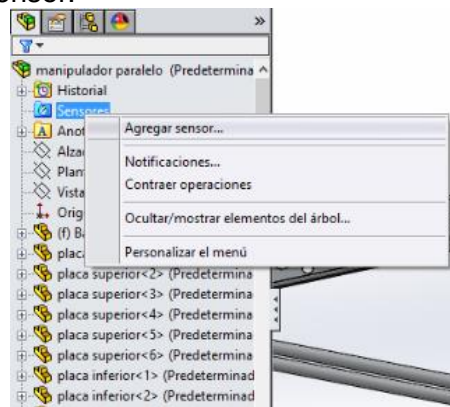 manipulador paralelo (Predetermina
Historial
Sensores
Agregar sensor...
Notificaciones...
Contraer operaciones
Ocultar/mostrar elementos del árbol...
Personalizar el menú
A
Anot
Alza
Plan
Vista
Orig
(f) B
placa
placa superior<2> (Predetermina
placa superior<3> (Predetermina
placa superior<4> (Predetermina
placa superior<5> (Predetermina
placa superior<6> (Predetermina
placa inferior<1> (Predeterminad
placa inferior<2> (Predeterminad